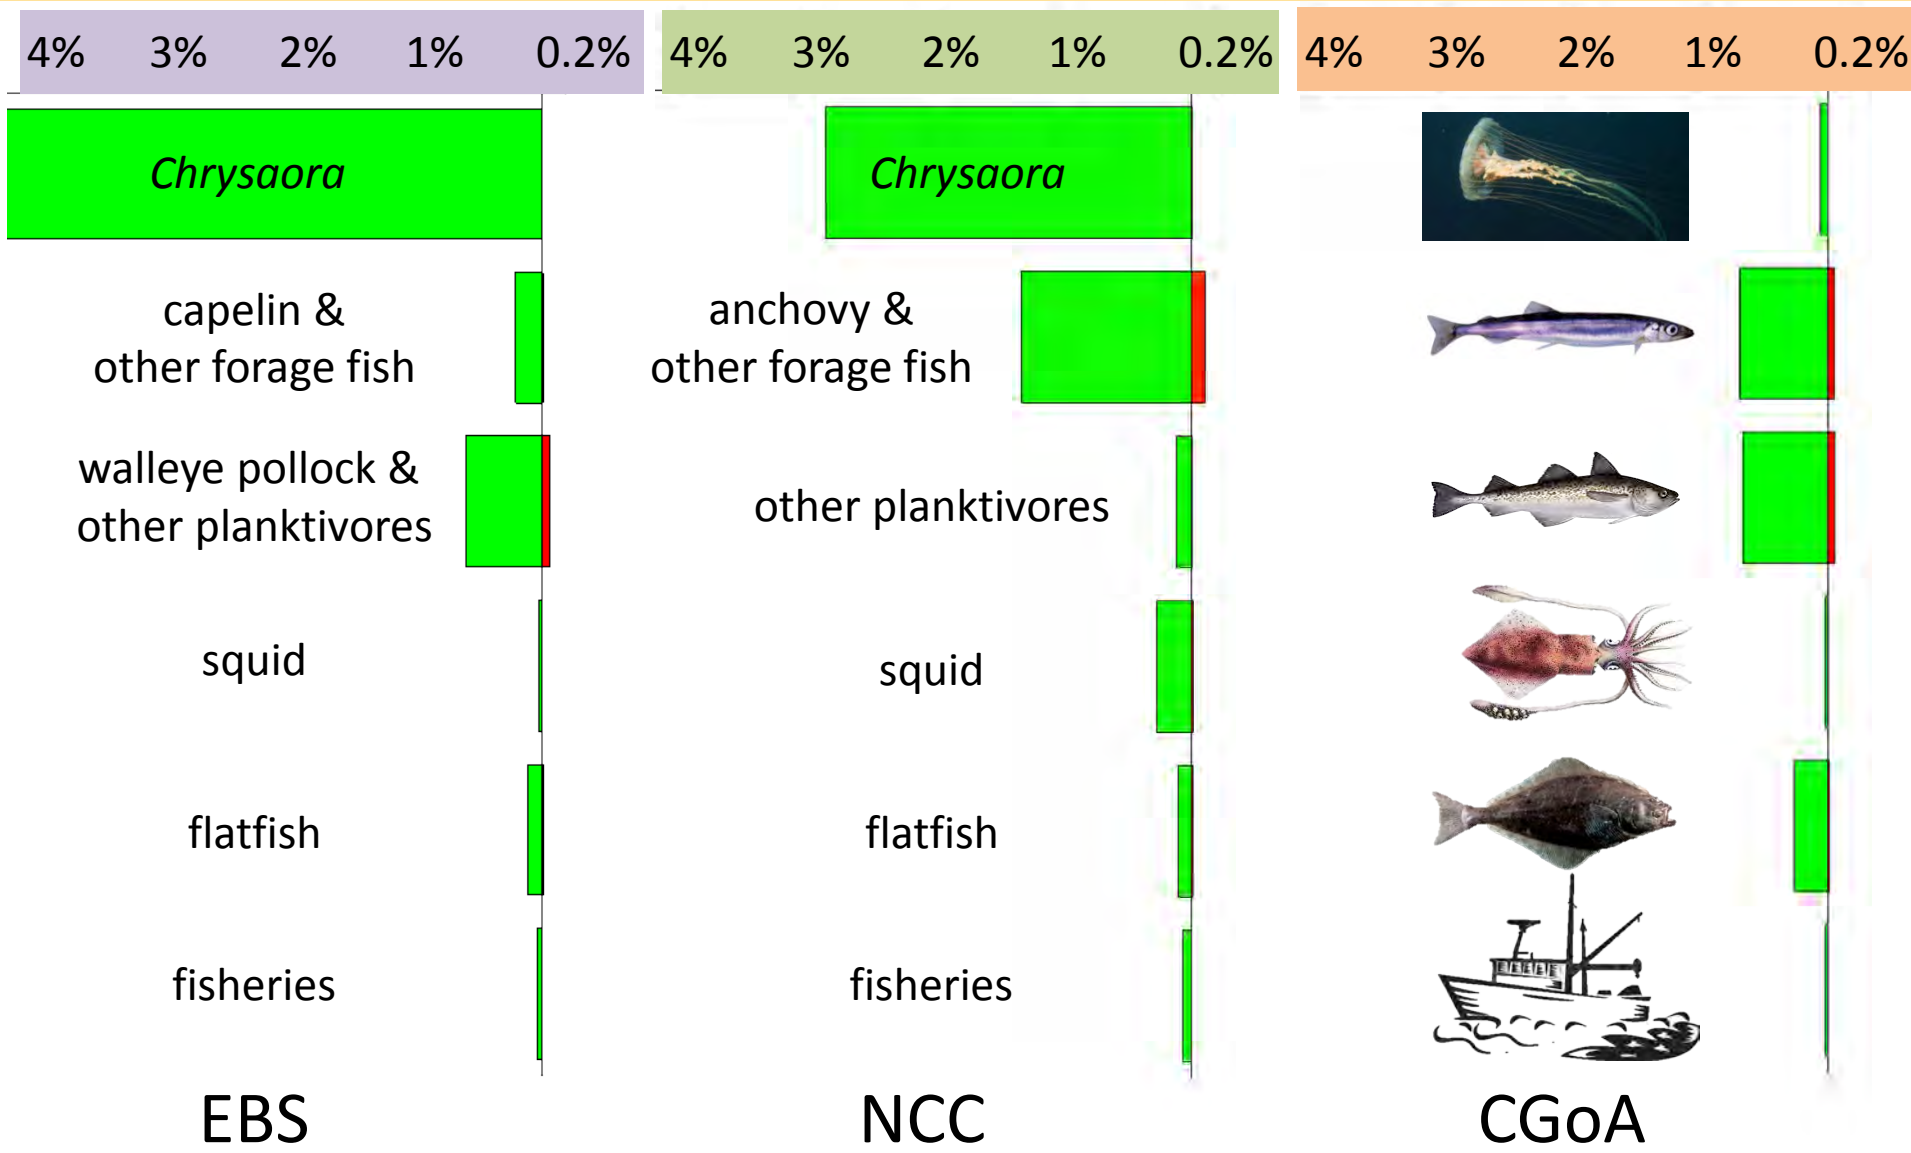 4% 3% 2% 1% 0.2%
4% 3% 2% 1% 0.2%
4% 3% 2% 1% 0.2%
Chrysaora
Chrysaora
capelin &
other forage fish
anchovy &
other forage fish
walleye pollock &
other planktivores
other planktivores
squid
squid
flatfish
flatfish
fisheries
fisheries
EBS
NCC
CGoA